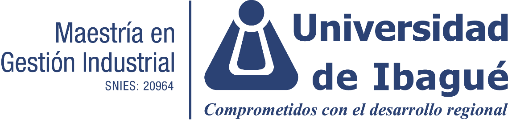 Maestría en
Gestión Industrial
SNIES: 20964
Universidad
de Ibagué
Comprometidos con el desarrollo regional